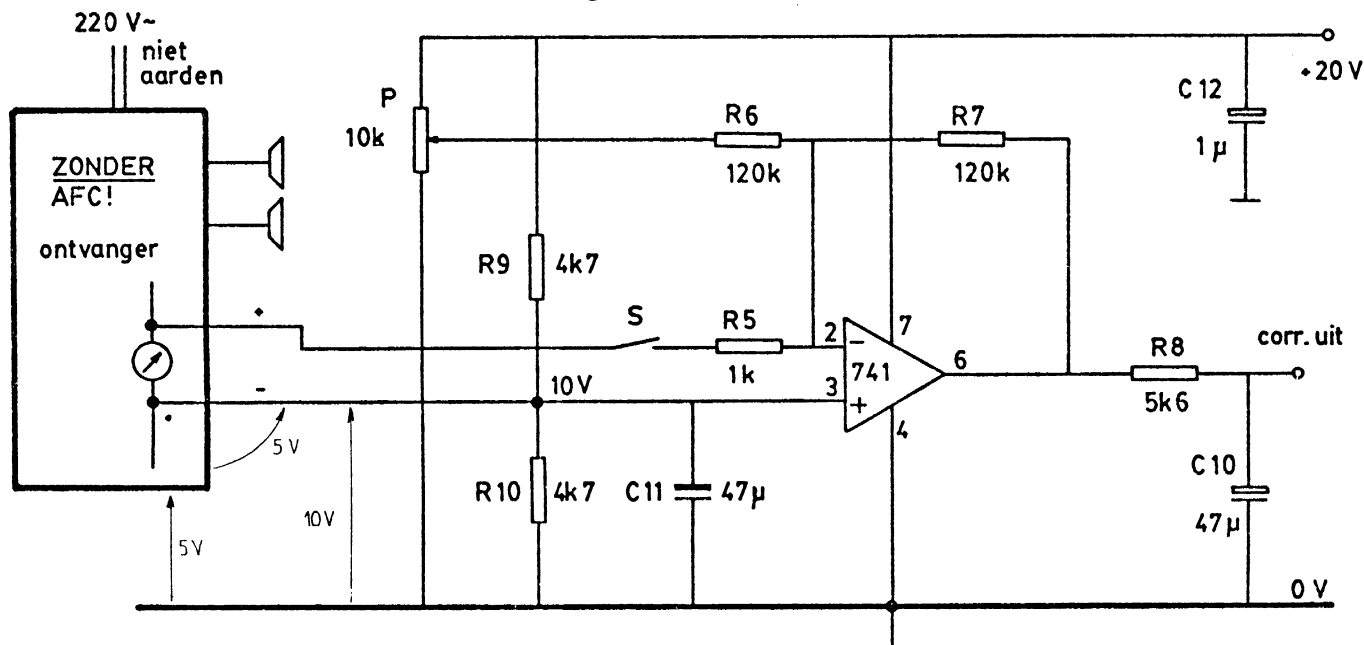 220 V~
niet
aarden
ZONDER
AFC!
ontvanger
+
-
5V
5V
10V
P
10k
R9
4k7
S
R5
1k
10V
R10
4k7
C11
47µ
R6
120k
R7
120k
2
-
3
+
741
7
6
4
R8
5k6
corr. uit
C10
47µ
C12
1µ
+20 V
0 V